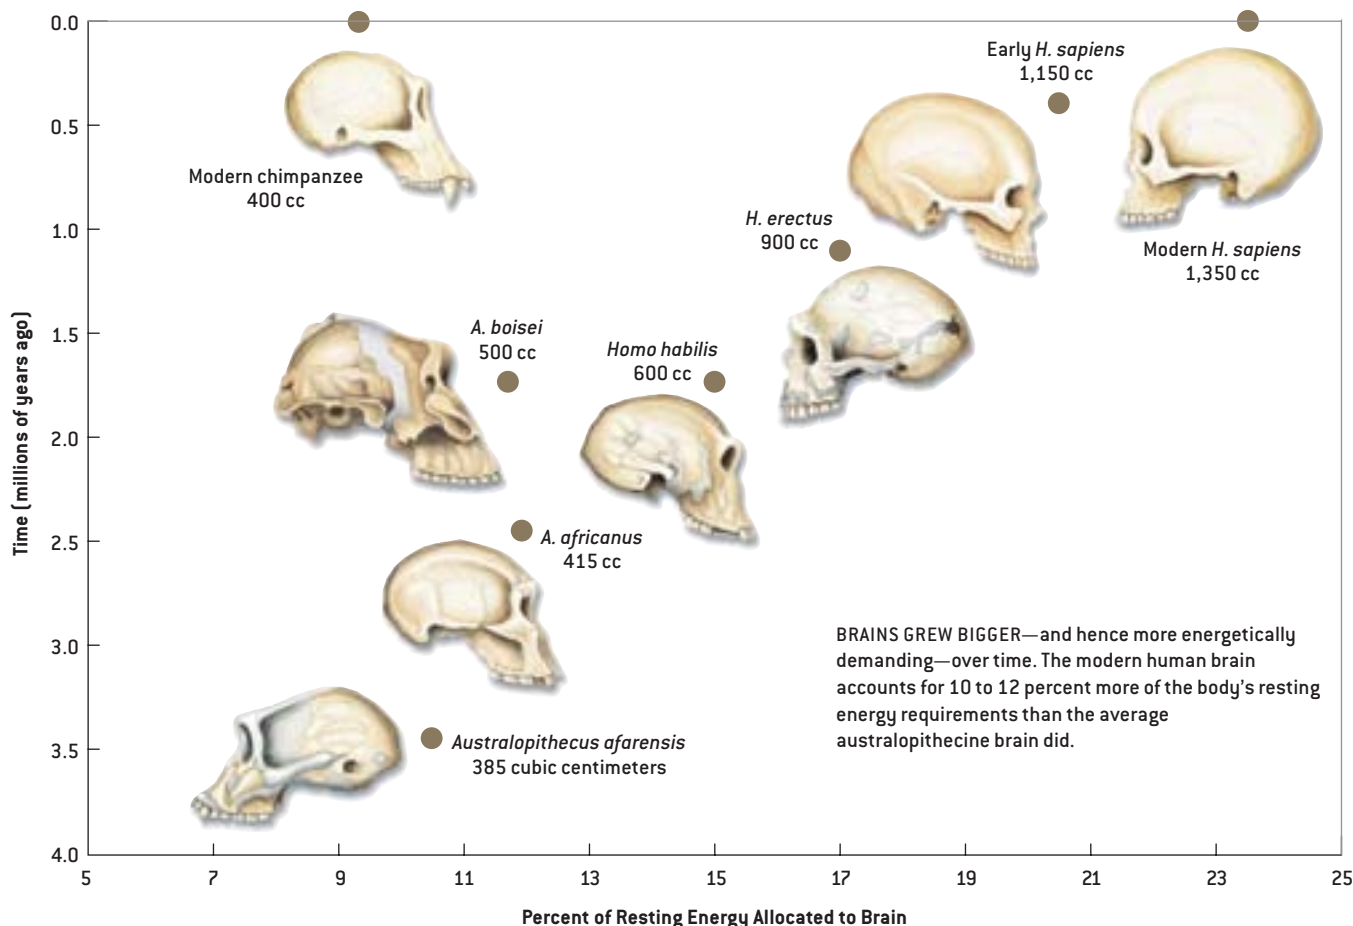 0.0
0.5
1.0
1.5
2.0
2.5
3.0
3.5
4.0
Time (millions of years ago)
Modern chimpanzee
400 cc
Early H. sapiens
1,150 cc
H. erectus
900 cc
Modern H. sapiens
1,350 cc
A. boisei
500 cc
Homo habilis
600 cc
A. africanus
415 cc
Australopithecus afarensis
385 cubic centimeters
BRAINS GREW BIGGER—and hence more energetically
demanding—over time. The modern human brain
accounts for 10 to 12 percent more of the body’s resting
energy requirements than the average
australopithecine brain did.
5 7 9 11 13 15 17 19 21 23 25
Percent of Resting Energy Allocated to Brain